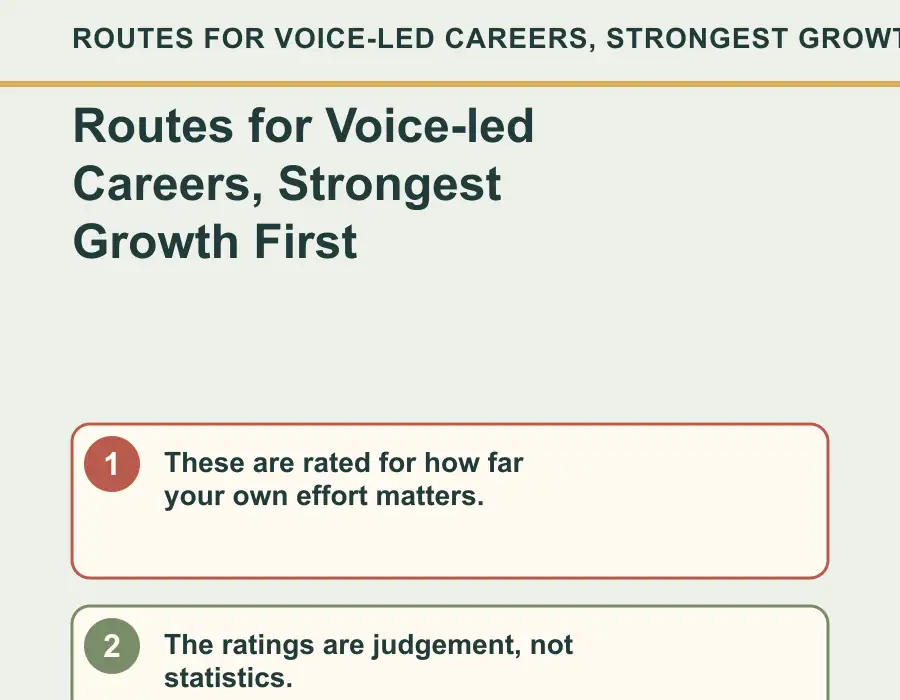 ROUTES FOR VOICE-LED CAREERS, STRONGEST
Routes for Voice-led
Careers, Strongest
Growth First
1
These are rated for how far
your own effort matters.
2
The ratings are judgement, not
statistics.